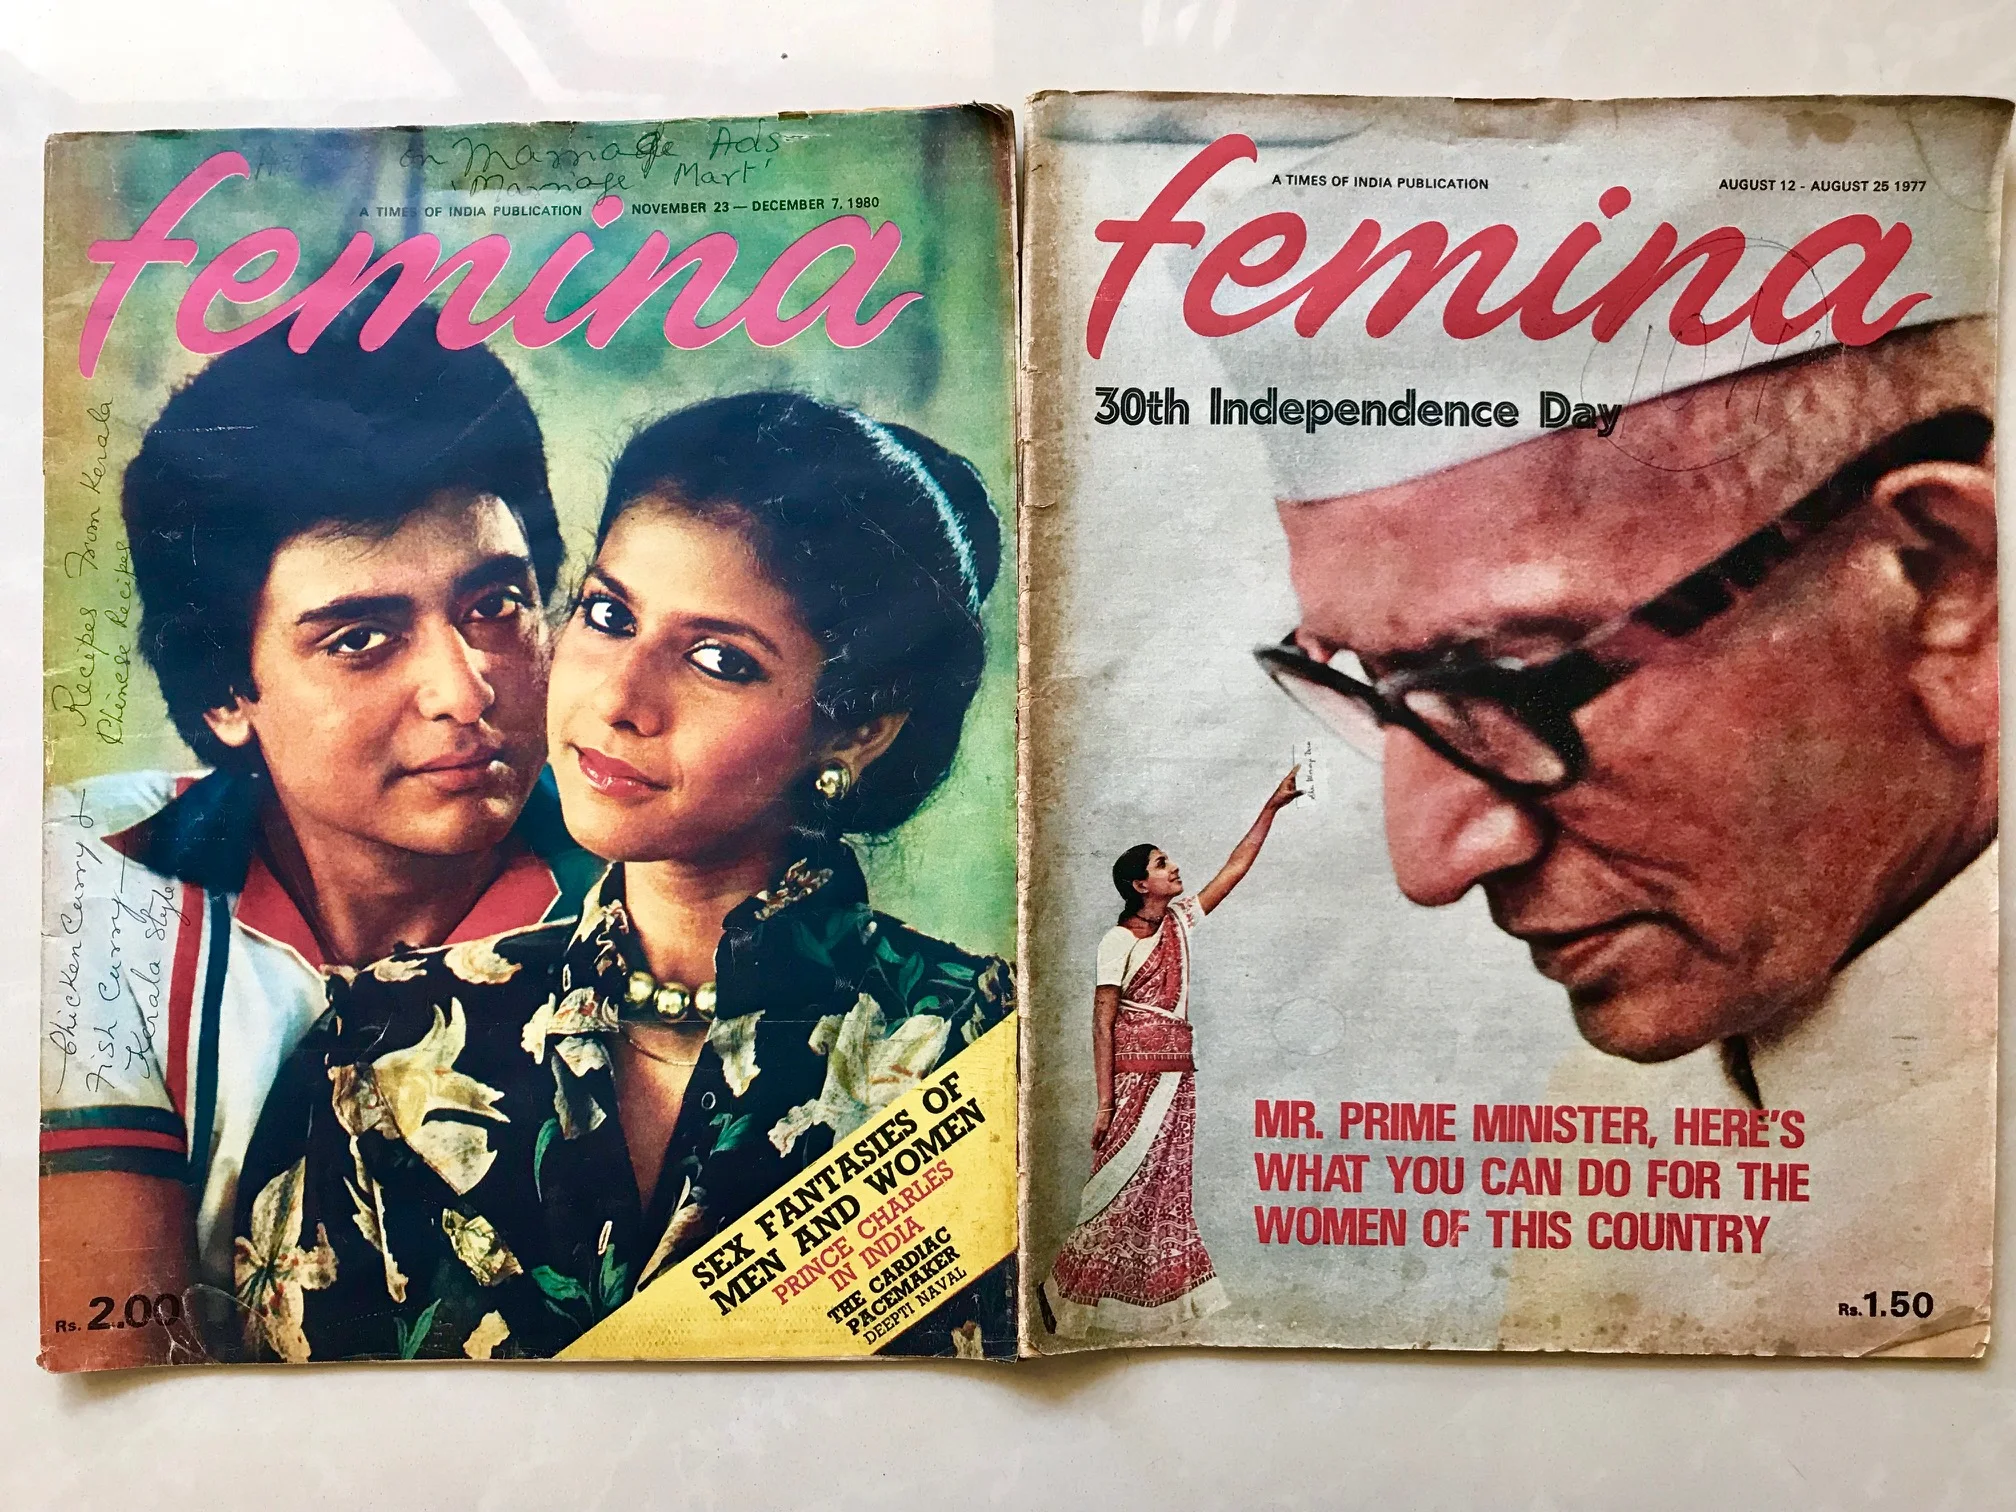 on Marriage Ads
'Marriage Mart'
A TIMES OF INDIA PUBLICATION
NOVEMBER 23 — DECEMBER 7, 1980
femina
Recipes From Kerala
Chinese Recipes
Chicken Curry &
Fish Curry
Kerala Style
SEX FANTASIES OF
MEN AND WOMEN
PRINCE CHARLES
IN INDIA
THE CARDIAC
PACEMAKER
DEEPTI NAVAL
Rs. 2.00
A TIMES OF INDIA PUBLICATION
AUGUST 12 - AUGUST 25 1977
femina
30th Independence Day
MR. PRIME MINISTER, HERE'S
WHAT YOU CAN DO FOR THE
WOMEN OF THIS COUNTRY
Rs. 1.50